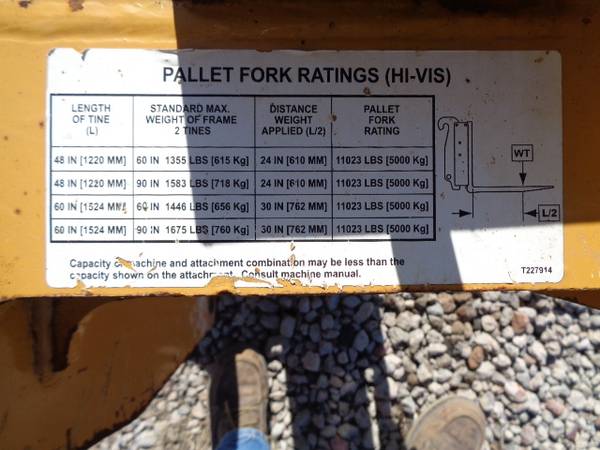 PALLET FORK RATINGS (HI-VIS)
LENGTH OF TINE (L) STANDARD MAX. WEIGHT OF FRAME 2 TINES DISTANCE WEIGHT APPLIED (L/2) PALLET FORK RATING
48 IN [1220 MM] 60 IN 1355 LBS [615 Kg] 24 IN [610 MM] 11023 LBS [5000 Kg]
48 IN [1220 MM] 90 IN 1583 LBS [718 Kg] 24 IN [610 MM] 11023 LBS [5000 Kg]
60 IN [1524 MM] 60 IN 1446 LBS [656 Kg] 30 IN [762 MM] 11023 LBS [5000 Kg]
60 IN [1524 MM] 90 IN 1675 LBS [760 Kg] 30 IN [762 MM] 11023 LBS [5000 Kg]
WT
L/2
Capacity of machine and attachment combination may be less than the
capacity shown on the attachment. Consult machine manual.
T227914